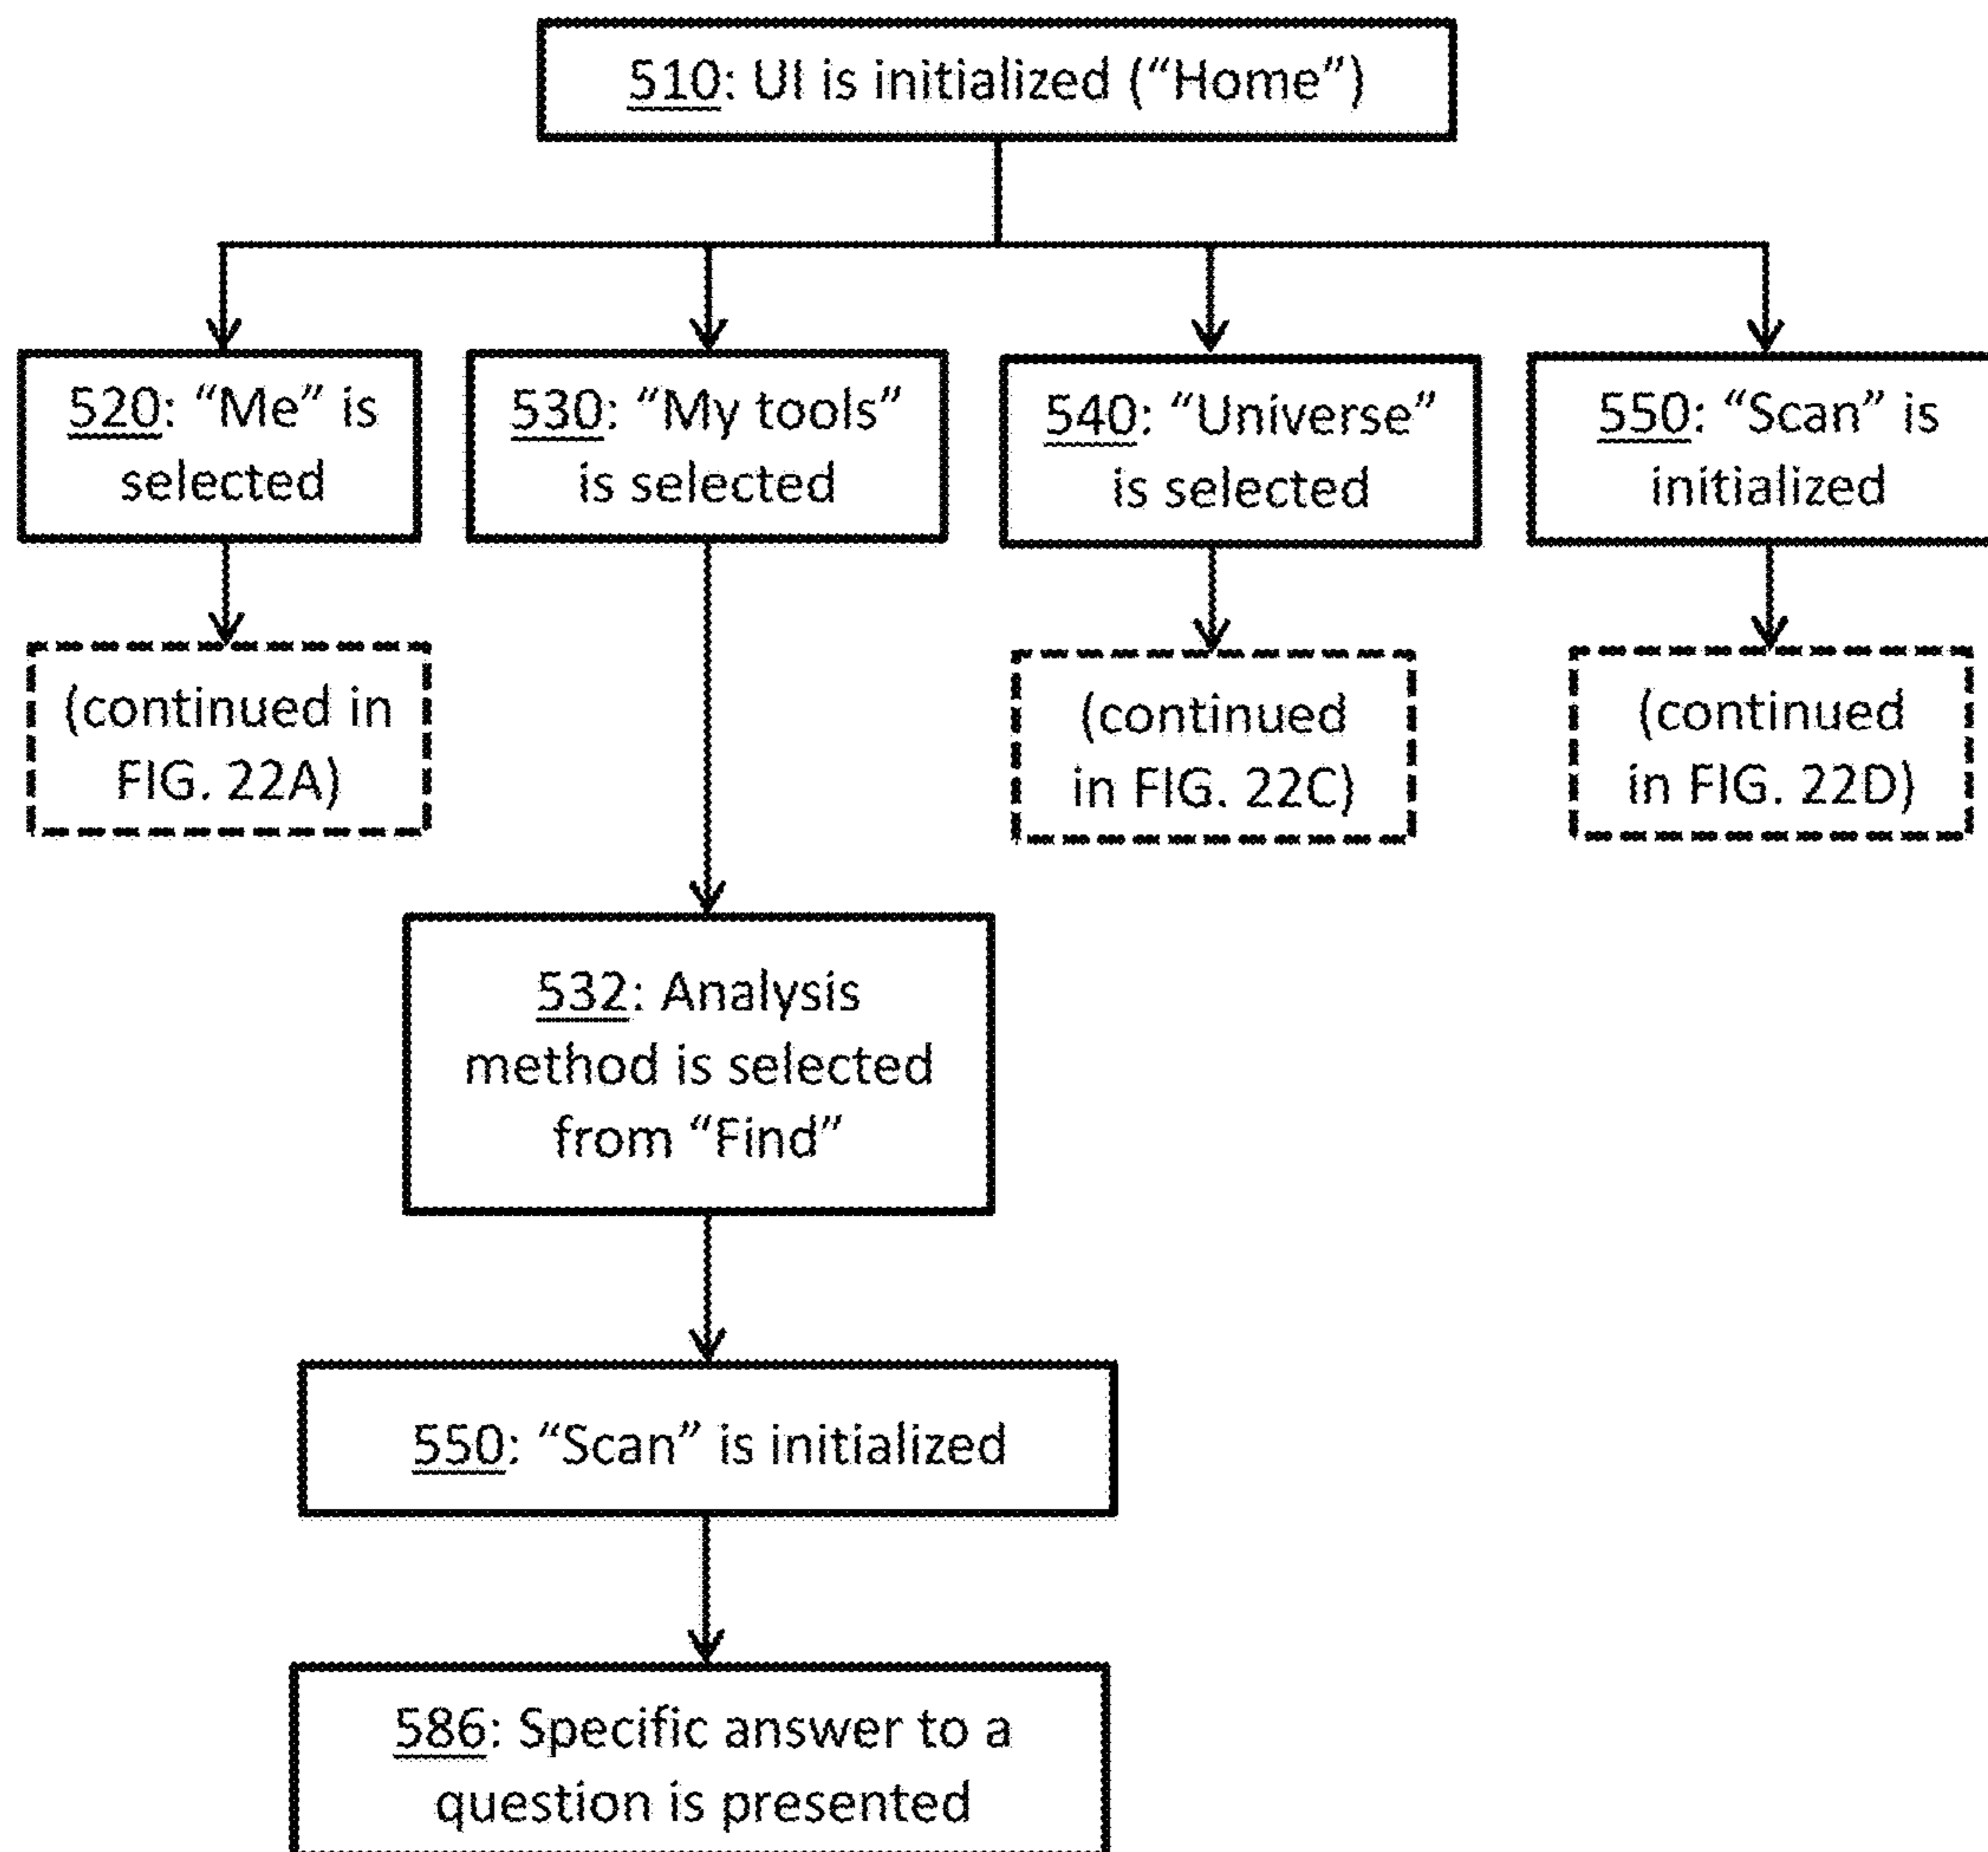 510: UI is initialized (“Home”)
520: “Me” is
selected
530: “My tools”
is selected
540: “Universe”
is selected
550: “Scan” is
initialized
(continued in
FIG. 22A)
(continued
in FIG. 22C)
(continued
in FIG. 22D)
532: Analysis
method is selected
from “Find”
550: “Scan” is initialized
586: Specific answer to a
question is presented